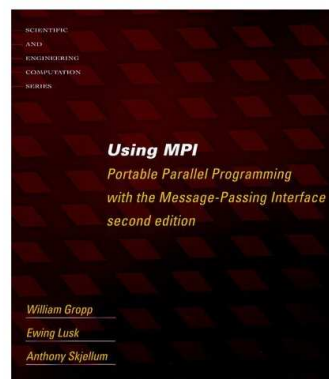 SCIENTIFIC
AND
ENGINEERING
COMPUTATION
SERIES
Using MPI
Portable Parallel Programming
with the Message-Passing Interface
second edition
William Gropp
Ewing Lusk
Anthony Skjellum